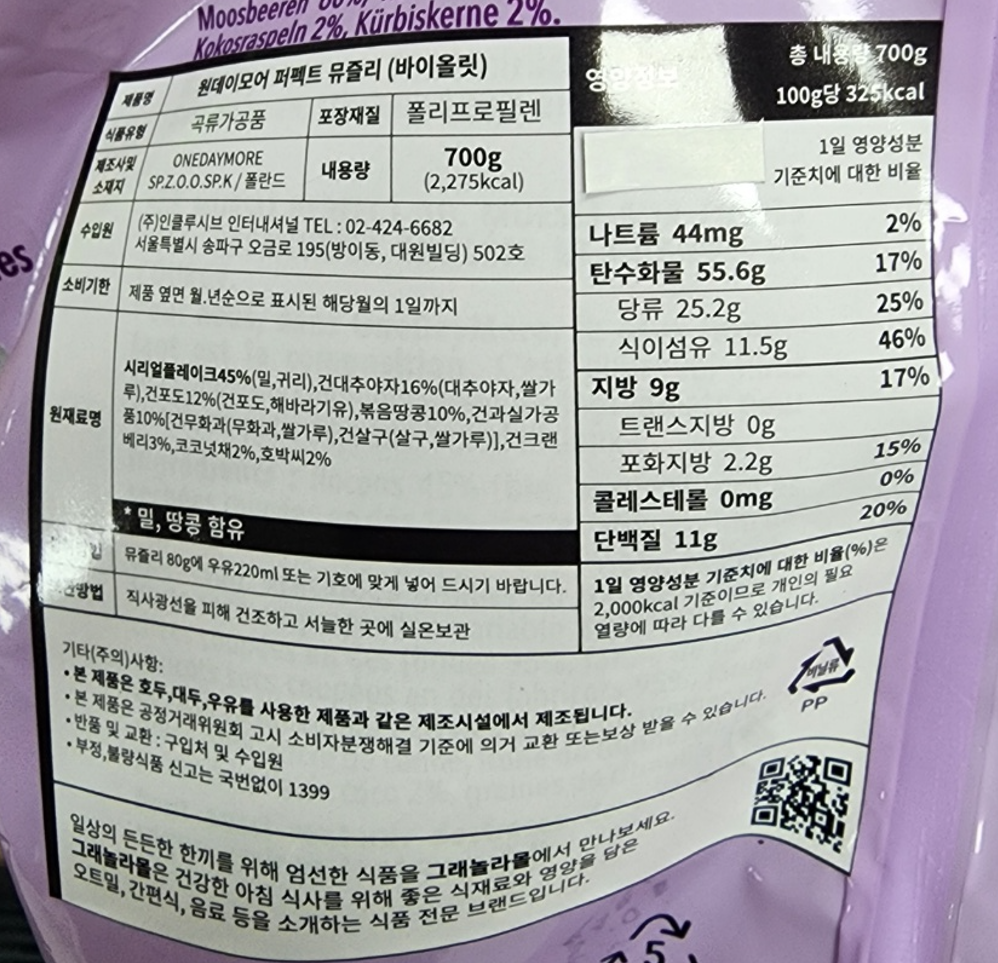 Moosbeeren
Kokosraspeln 2%, Kürbiskerne 2%.
es
제품명
원데이모어 퍼펙트 뮤즐리 (바이올릿)
식품유형
곡류가공품
포장재질
폴리프로필렌
제조사및
소재지
ONEDAYMORE
SP.Z.O.O.SP.K / 폴란드
내용량
700g
(2,275kcal)
수입원
(주)인클루시브 인터내셔널 TEL : 02-424-6682
서울특별시 송파구 오금로 195(방이동, 대원빌딩) 502호
소비기한
제품 옆면 월.년순으로 표시된 해당월의 1일까지
원재료명
시리얼플레이크45%(밀,귀리),건대추야자16%(대추야자,쌀가
루),건포도12%(건포도,해바라기유),볶음땅콩10%,건과실가공
품10%[건무화과(무화과,쌀가루),건살구(살구,쌀가루)],건크랜
베리3%,코코넛채2%,호박씨2%
* 밀, 땅콩 함유
뮤즐리 80g에 우유220ml 또는 기호에 맞게 넣어 드시기 바랍니다.
방법
직사광선을 피해 건조하고 서늘한 곳에 실온보관
영양정보
총 내용량 700g
100g당 325kcal
1일 영양성분
기준치에 대한 비율
나트륨 44mg 2%
탄수화물 55.6g 17%
당류 25.2g 25%
식이섬유 11.5g 46%
지방 9g 17%
트랜스지방 0g
포화지방 2.2g 15%
콜레스테롤 0mg 0%
단백질 11g 20%
1일 영양성분 기준치에 대한 비율(%)은
2,000kcal 기준이므로 개인의 필요
열량에 따라 다를 수 있습니다.
기타(주의)사항:
• 본 제품은 호두,대두,우유를 사용한 제품과 같은 제조시설에서 제조됩니다.
• 본 제품은 공정거래위원회 고시 소비자분쟁해결 기준에 의거 교환 또는보상 받을 수 있습니다.
• 반품 및 교환 : 구입처 및 수입원
• 부정,불량식품 신고는 국번없이 1399
비닐류
PP
일상의 든든한 한끼를 위해 엄선한 식품을 그래놀라몰에서 만나보세요.
그래놀라몰은 건강한 아침 식사를 위해 좋은 식재료와 영양을 담은
오트밀, 간편식, 음료 등을 소개하는 식품 전문 브랜드입니다.
5